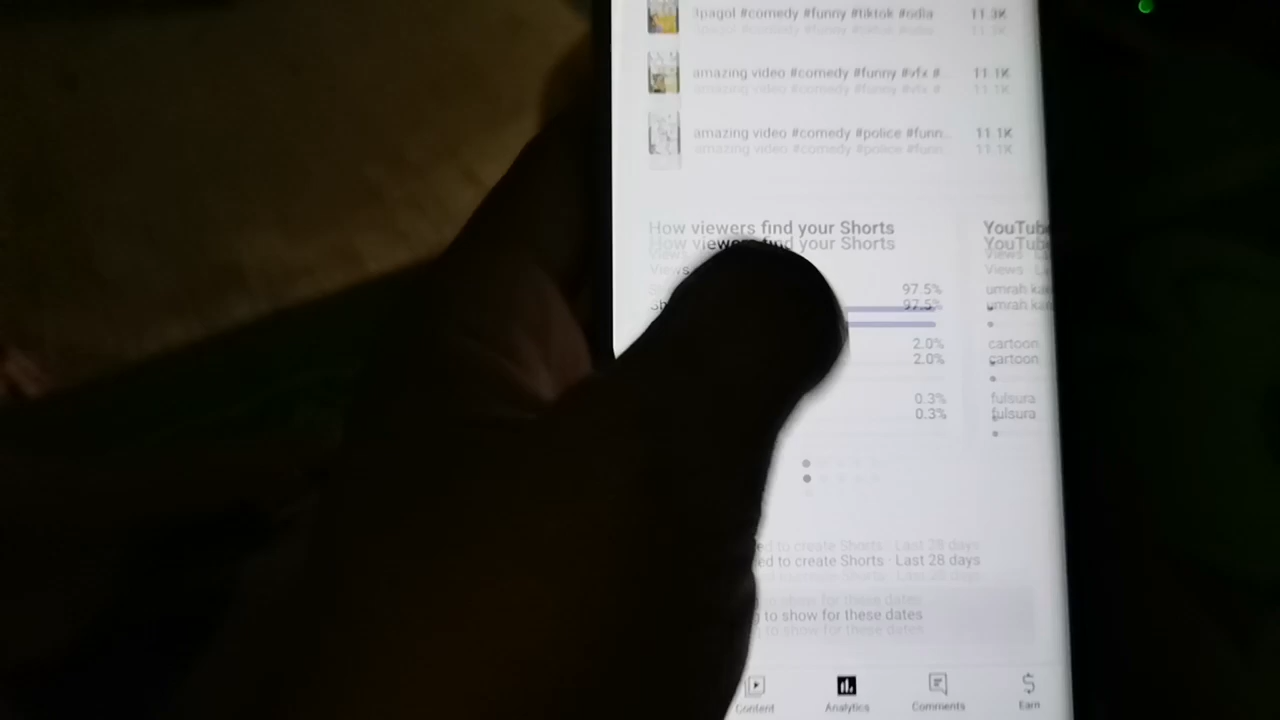 #comedy #funny #tiktok #odia 11.3K
amazing video #comedy #funny #vfx #... 11.1K
amazing video #comedy #police #funn... 11.1K
How viewers find your Shorts
YouTube
Views
Views
97.5%
umrah
2.0%
cartoon
0.3%
fulsura
ed to create Shorts · Last 28 days
to show for these dates
Content Analytics Comments Earn